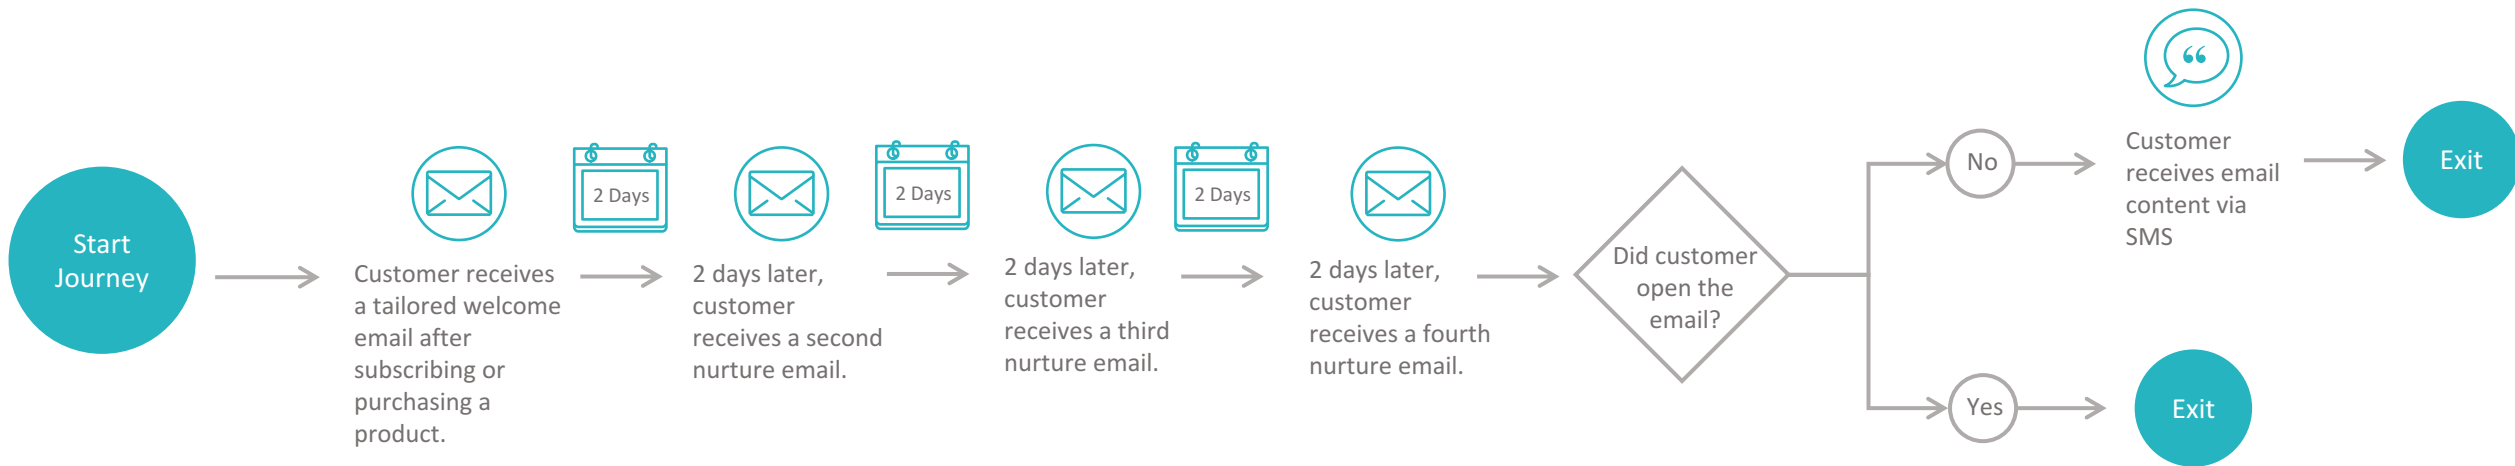 Start
Journey
Customer receives
a tailored welcome
email after
subscribing or
purchasing a
product.
2 Days
2 days later,
customer
receives a second
nurture email.
2 Days
2 days later,
customer
receives a third
nurture email.
2 Days
2 days later,
customer
receives a fourth
nurture email.
Did customer
open the
email?
No
Customer
receives email
content via
SMS
Exit
Yes
Exit